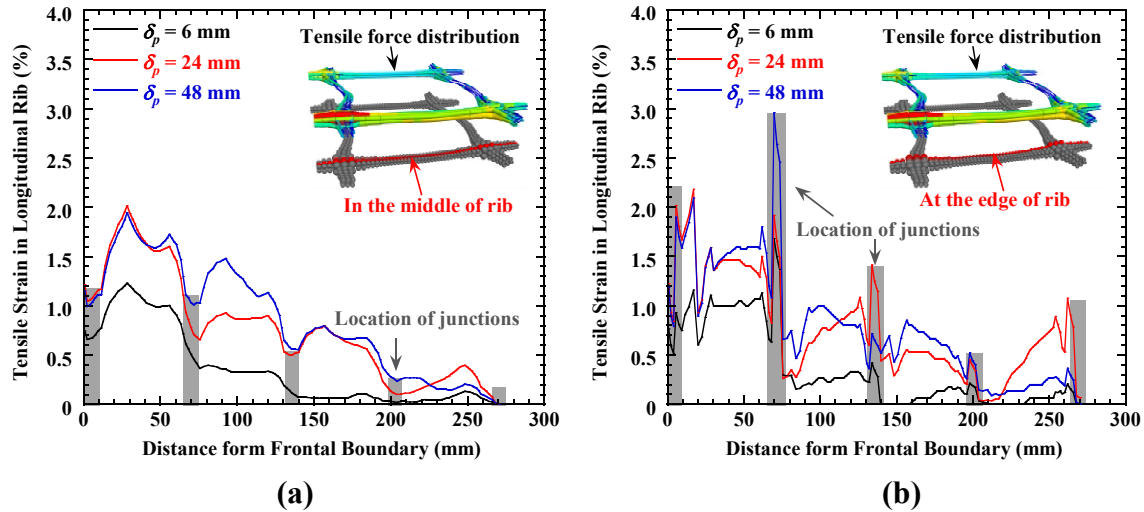 (a)
Tensile Strain in Longitudinal Rib (%)
4.0
3.5
3.0
2.5
2.0
1.5
1.0
0.5
0
δp = 6 mm
δp = 24 mm
δp = 48 mm
Tensile force distribution
In the middle of rib
Location of junctions
0 50 100 150 200 250 300
Distance form Frontal Boundary (mm)
(a)
(b)
Tensile Strain in Longitudinal Rib (%)
4.0
3.5
3.0
2.5
2.0
1.5
1.0
0.5
0
δp = 6 mm
δp = 24 mm
δp = 48 mm
Tensile force distribution
At the edge of rib
Location of junctions
0 50 100 150 200 250 300
Distance form Frontal Boundary (mm)
(b)